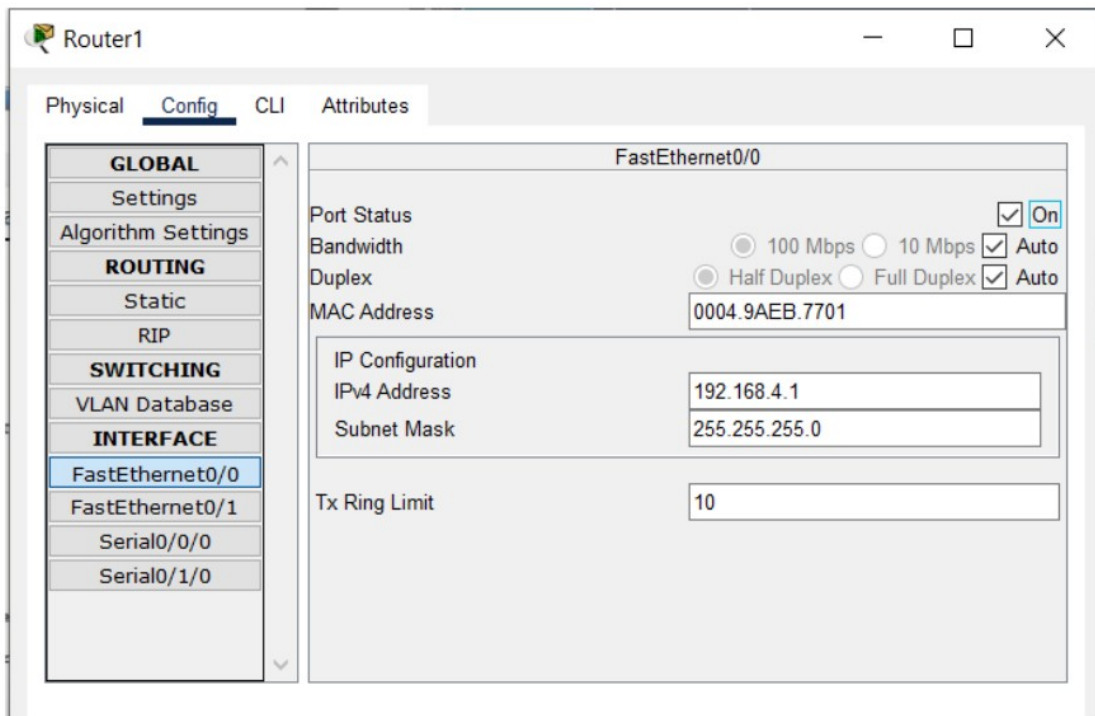 Router1
Physical Config CLI Attributes
GLOBAL
Settings
Algorithm Settings
ROUTING
Static
RIP
SWITCHING
VLAN Database
INTERFACE
FastEthernet0/0
FastEthernet0/1
Serial0/0/0
Serial0/1/0
FastEthernet0/0
Port Status On
Bandwidth 100 Mbps 10 Mbps Auto
Duplex Half Duplex Full Duplex Auto
MAC Address 0004.9AEB.7701
IP Configuration
IPv4 Address 192.168.4.1
Subnet Mask 255.255.255.0
Tx Ring Limit 10